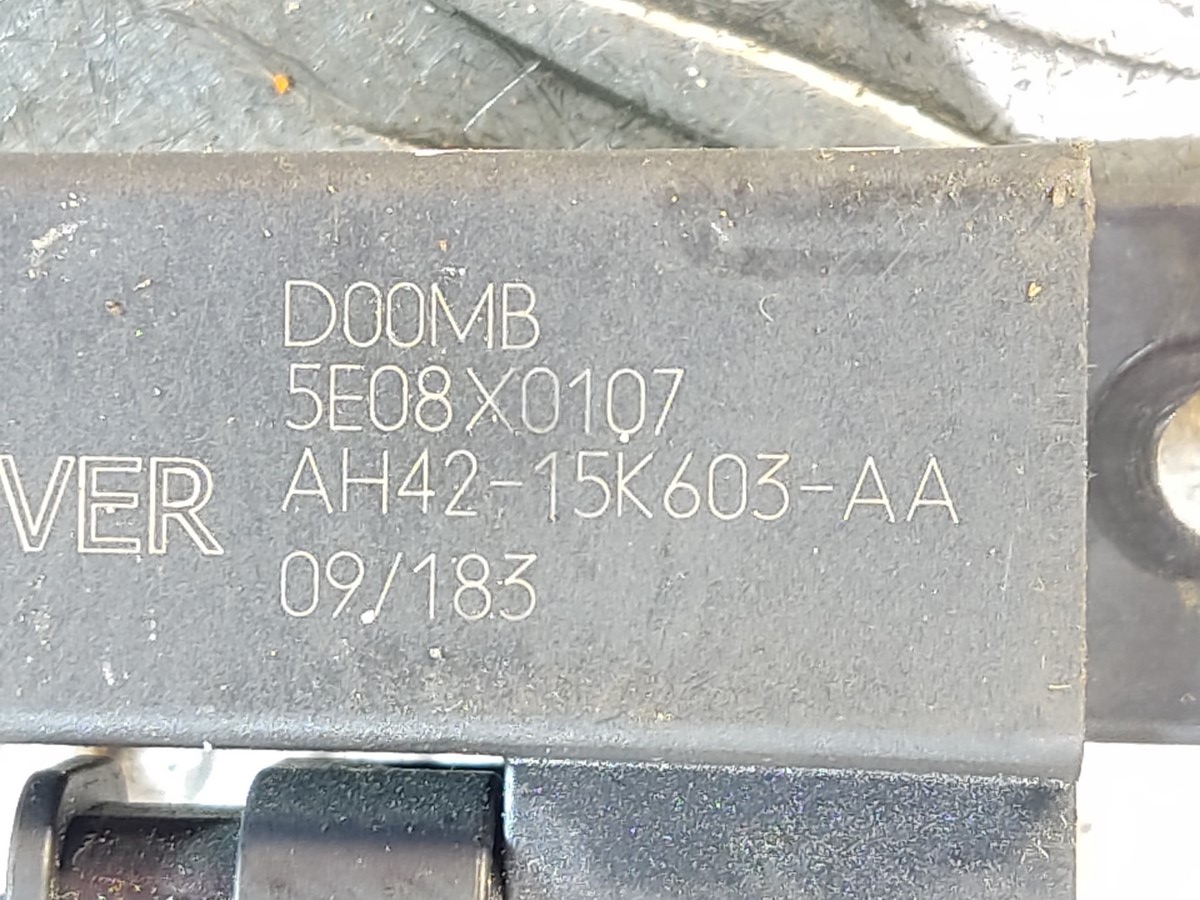 D00MB
5E08X0107
VER AH42-15K603-AA
09/183